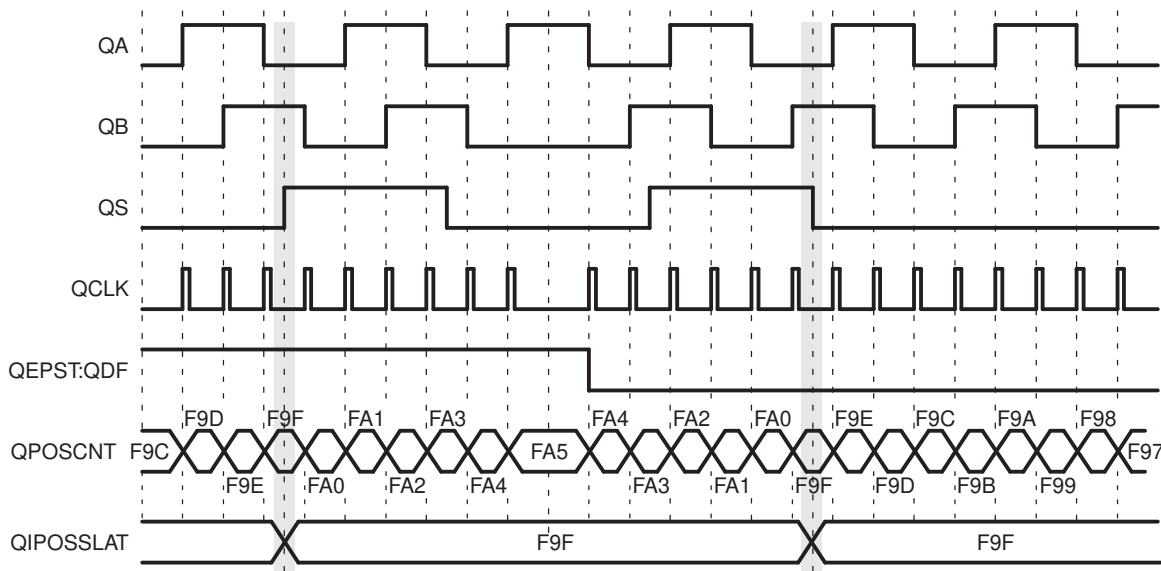 QA
QB
QS
QCLK
QEPST:QDF
F9D F9F FA1 FA3 FA4 FA2 FA0 F9E F9C F9A F98
QPOSCNT F9C FA5 F97
F9E FA0 FA2 FA4 FA3 FA1 F9F F9D F9B F99
QIPOSSLAT F9F F9F